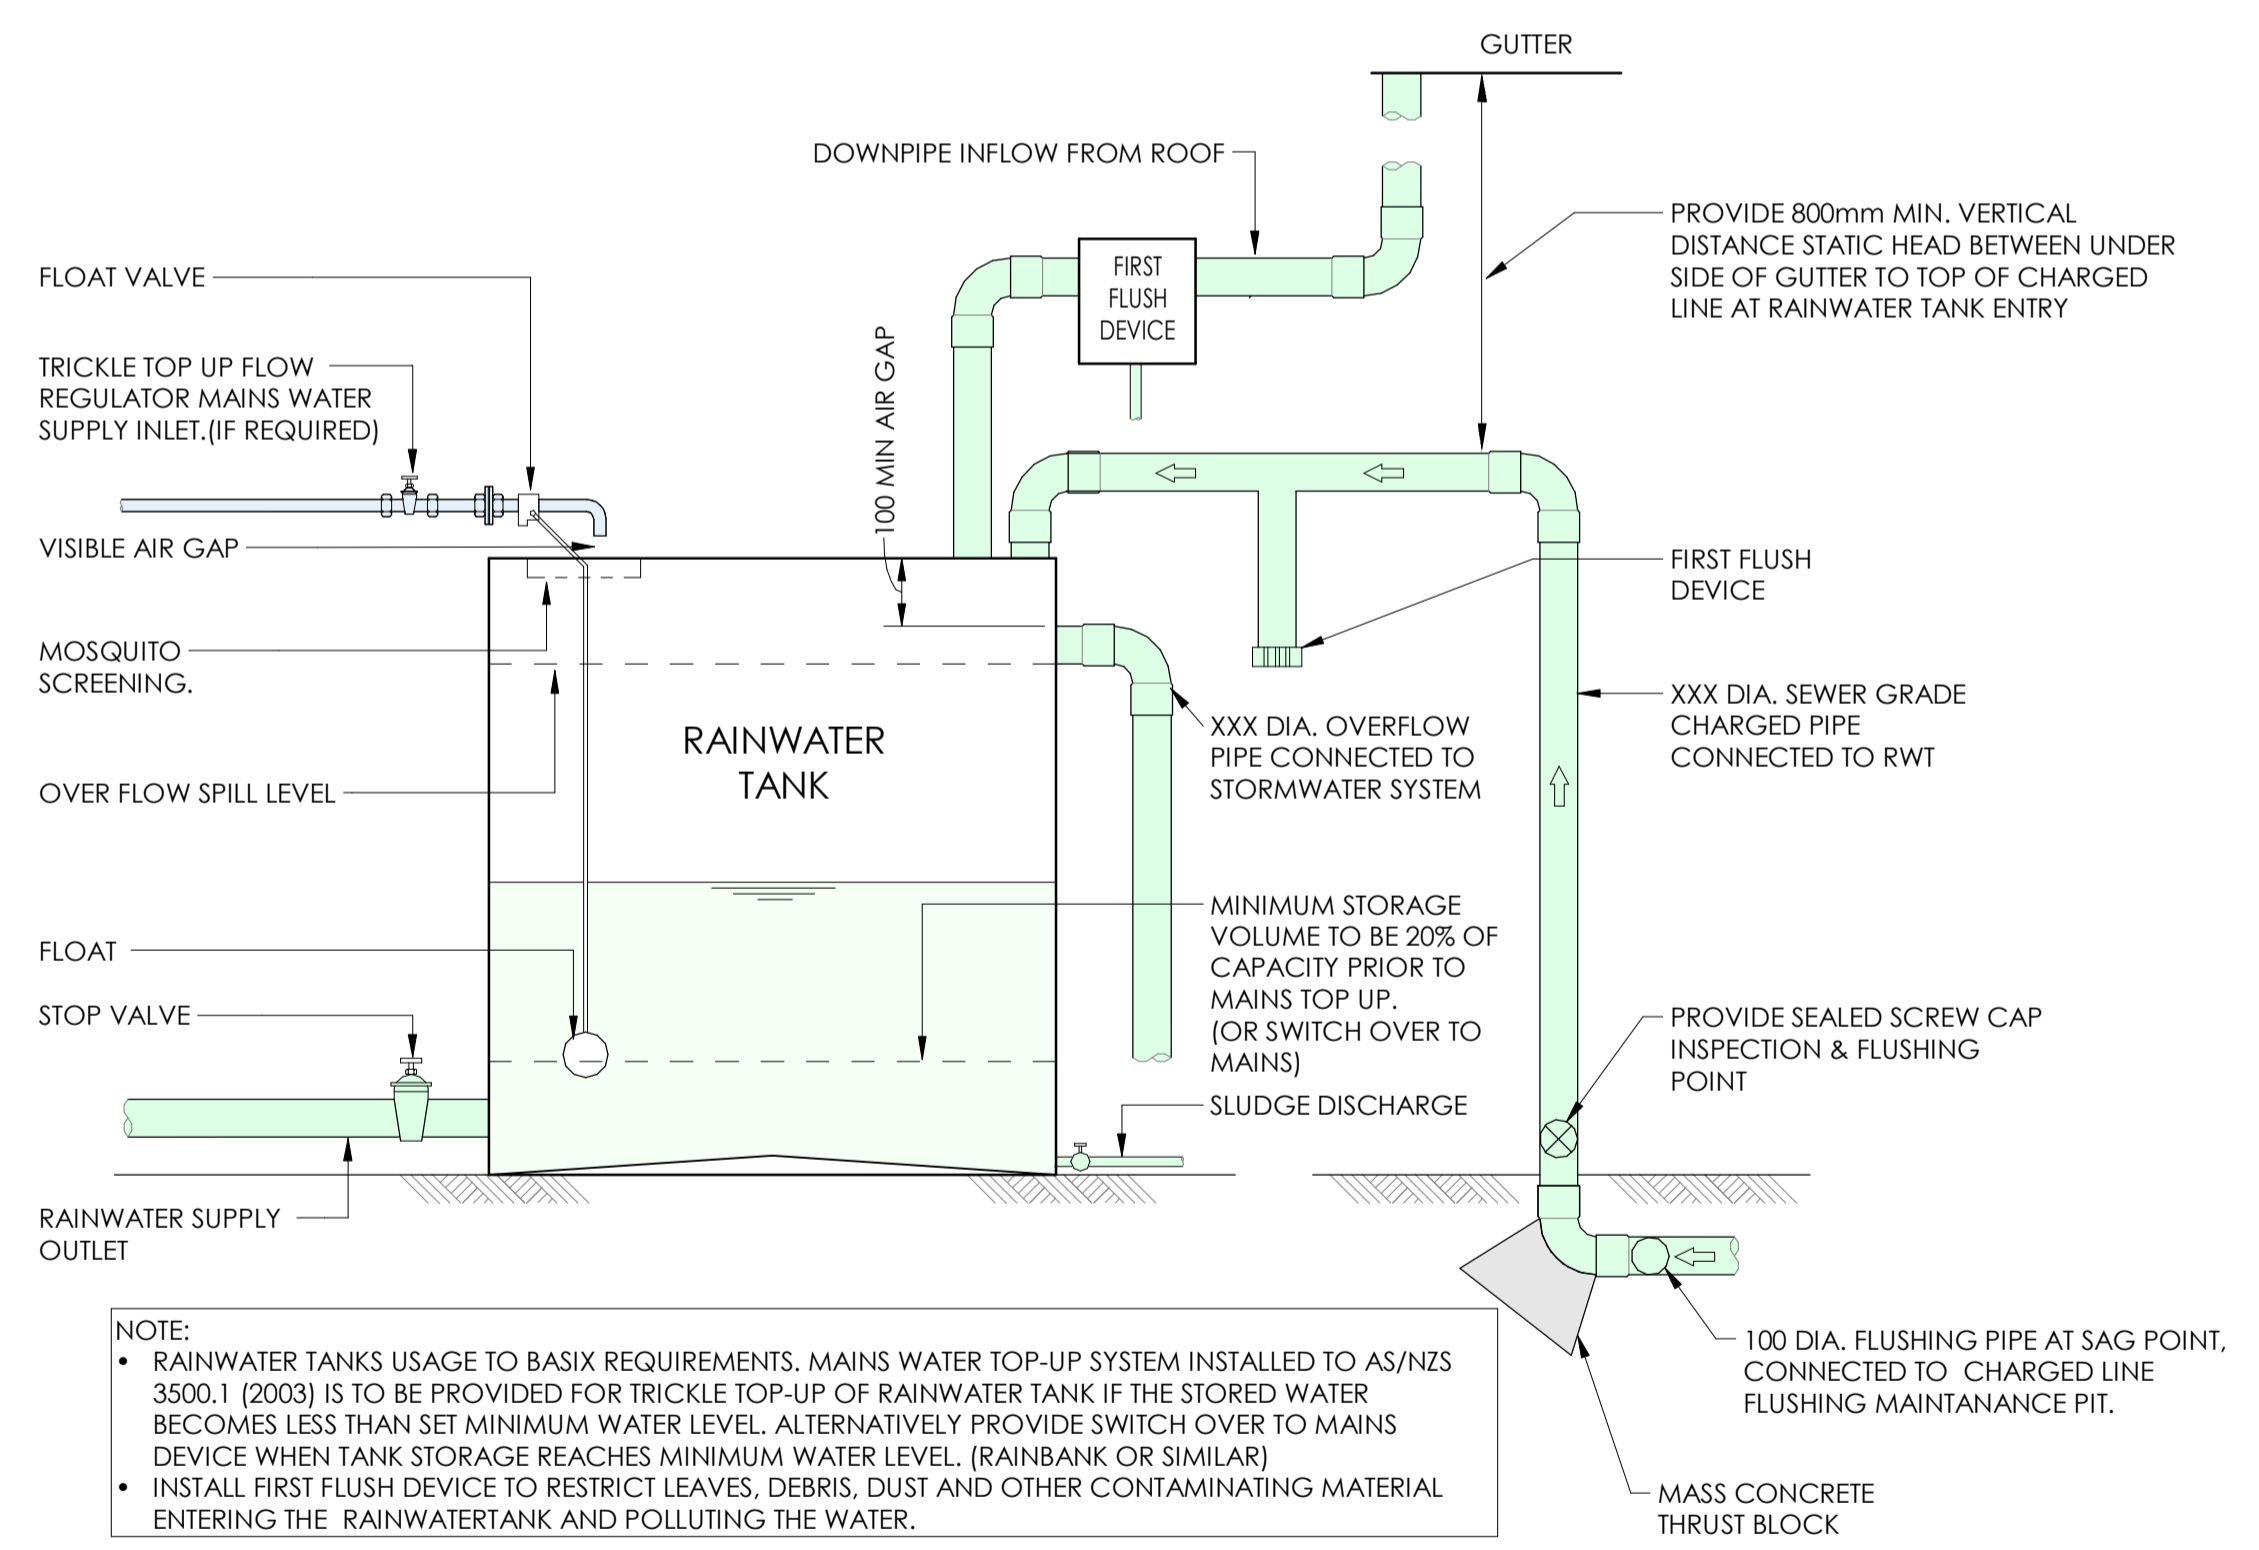 GUTTER
DOWNPIPE INFLOW FROM ROOF
PROVIDE 800mm MIN. VERTICAL
DISTANCE STATIC HEAD BETWEEN UNDER
SIDE OF GUTTER TO TOP OF CHARGED
LINE AT RAINWATER TANK ENTRY
FIRST
FLUSH
DEVICE
FLOAT VALVE
TRICKLE TOP UP FLOW
REGULATOR MAINS WATER
SUPPLY INLET.(IF REQUIRED)
100 MIN AIR GAP
VISIBLE AIR GAP
FIRST FLUSH
DEVICE
MOSQUITO
SCREENING.
XXX DIA. SEWER GRADE
CHARGED PIPE
CONNECTED TO RWT
RAINWATER
TANK
XXX DIA. OVERFLOW
PIPE CONNECTED TO
STORMWATER SYSTEM
OVER FLOW SPILL LEVEL
MINIMUM STORAGE
VOLUME TO BE 20% OF
CAPACITY PRIOR TO
MAINS TOP UP.
(OR SWITCH OVER TO
MAINS)
FLOAT
STOP VALVE
PROVIDE SEALED SCREW CAP
INSPECTION & FLUSHING
POINT
SLUDGE DISCHARGE
RAINWATER SUPPLY
OUTLET
NOTE:
• RAINWATER TANKS USAGE TO BASIX REQUIREMENTS. MAINS WATER TOP-UP SYSTEM INSTALLED TO AS/NZS
3500.1 (2003) IS TO BE PROVIDED FOR TRICKLE TOP-UP OF RAINWATER TANK IF THE STORED WATER
BECOMES LESS THAN SET MINIMUM WATER LEVEL. ALTERNATIVELY PROVIDE SWITCH OVER TO MAINS
DEVICE WHEN TANK STORAGE REACHES MINIMUM WATER LEVEL. (RAINBANK OR SIMILAR)
• INSTALL FIRST FLUSH DEVICE TO RESTRICT LEAVES, DEBRIS, DUST AND OTHER CONTAMINATING MATERIAL
ENTERING THE RAINWATERTANK AND POLLUTING THE WATER.
100 DIA. FLUSHING PIPE AT SAG POINT,
CONNECTED TO CHARGED LINE
FLUSHING MAINTANANCE PIT.
MASS CONCRETE
THRUST BLOCK